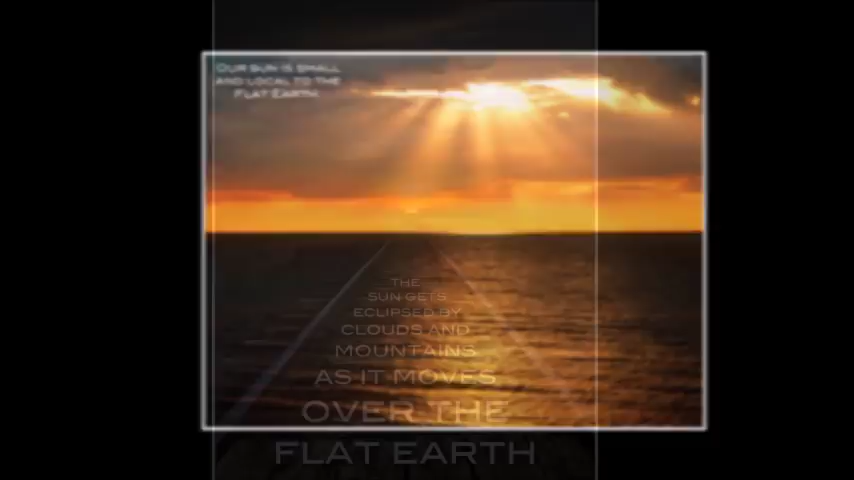 OUR SUN IS SMALL
AND LOCAL TO THE
FLAT EARTH.
THE
SUN GETS
ECLIPSED BY
CLOUDS AND
MOUNTAINS
AS IT MOVES
OVER THE
FLAT EARTH